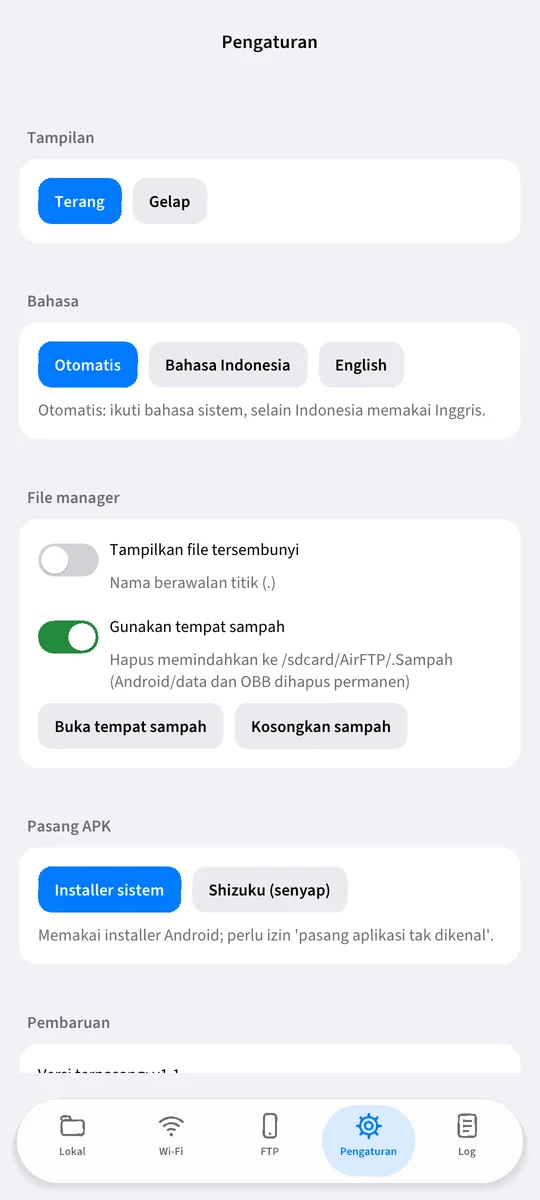 Pengaturan
Tampilan
Terang
Gelap
Bahasa
Otomatis
Bahasa Indonesia
English
Otomatis: ikuti bahasa sistem, selain Indonesia memakai Inggris.
File manager
Tampilkan file tersembunyi
Nama berawalan titik (.)
Gunakan tempat sampah
Hapus memindahkan ke /sdcard/AirFTP/.Sampah
(Android/data dan OBB dihapus permanen)
Buka tempat sampah
Kosongkan sampah
Pasang APK
Installer sistem
Shizuku (senyap)
Memakai installer Android; perlu izin 'pasang aplikasi tak dikenal'.
Pembaruan
Lokal
Wi-Fi
FTP
Pengaturan
Log